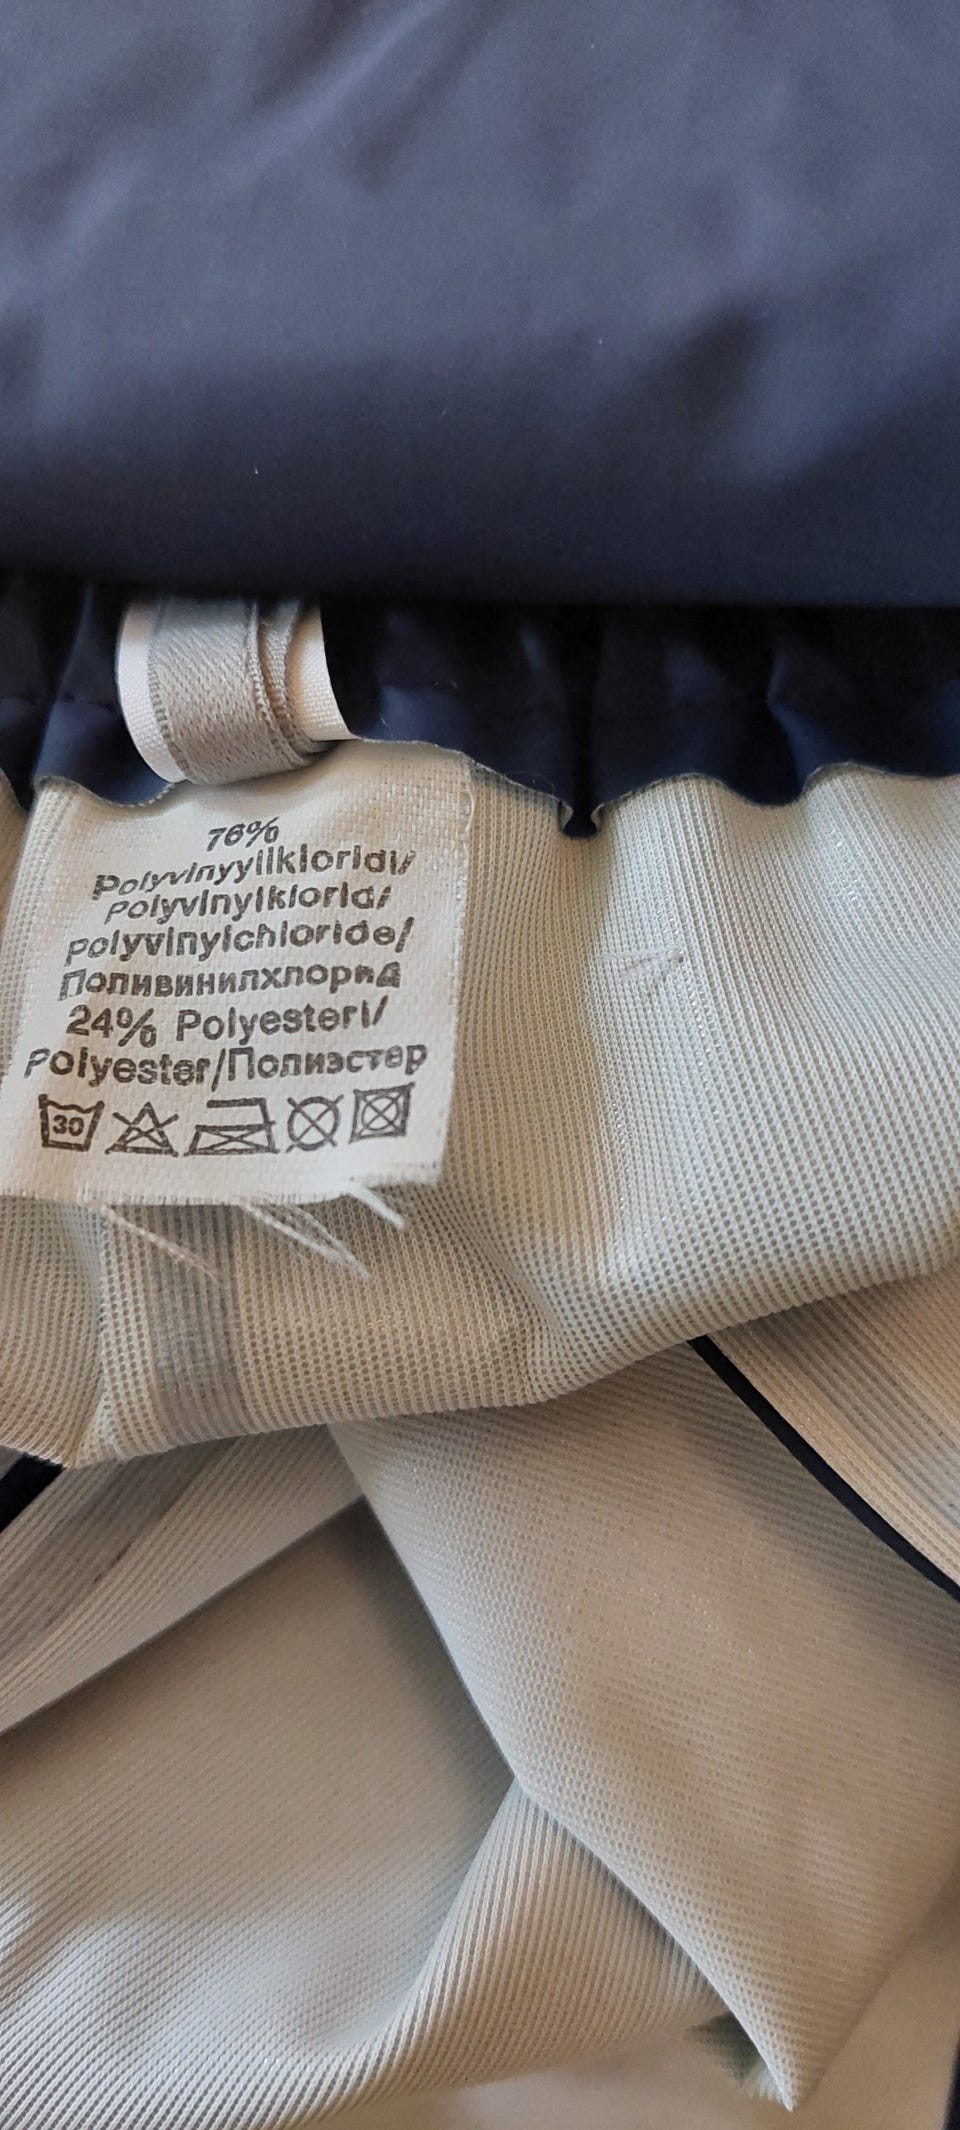 76%
Polyvinyylikloridi/
Polyvinylklorid/
Polyvinylchloride/
Поливинилхлорид
24% Polyesteri/
Polyester/Полиэстер
30